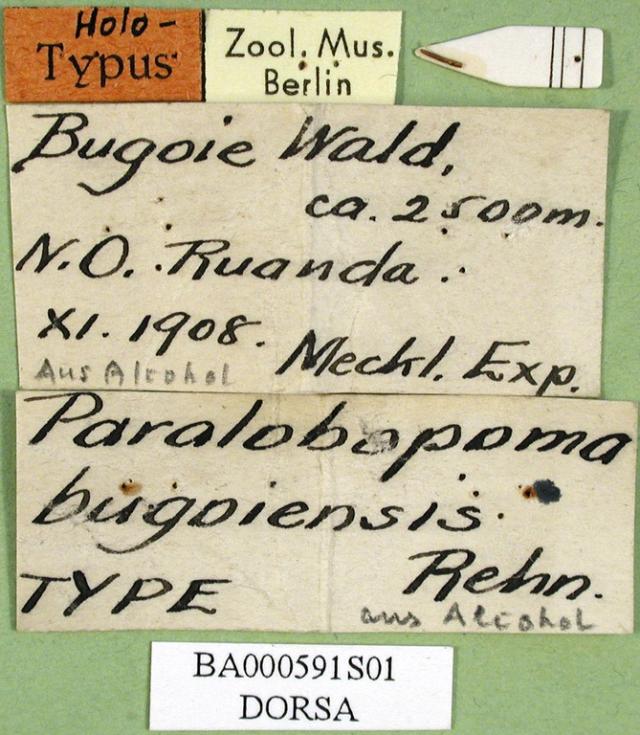 Holo-
Typus
Zool. Mus.
Berlin
Bugoie Wald,
ca. 2500m.
N.O. Ruanda.
XI. 1908.
Meckl. Exp.
Aus Alcohol
Paralobopoma
bugoiensis.
Rehn.
TYPE
aus Alcohol
BA000591S01
DORSA